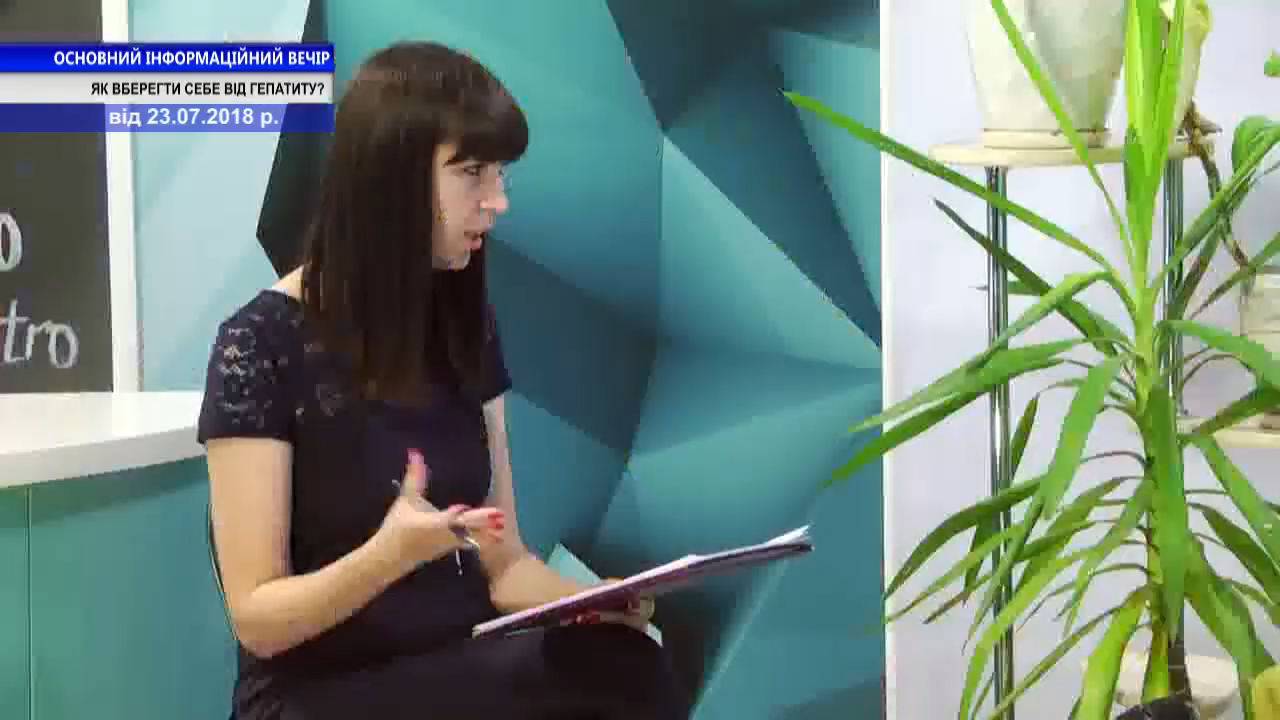 ОСНОВНИЙ ІНФОРМАЦІЙНИЙ ВЕЧІР
ЯК ВБЕРЕГТИ СЕБЕ ВІД ГЕПАТИТУ?
від 23.07.2018 р.
tro